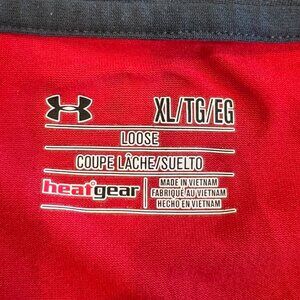 XL/TG/EG
LOOSE
COUPE LÂCHE/SUELTO
heatgear
MADE IN VIETNAM
FABRIQUÉ AU VIETNAM
HECHO EN VIETNAM